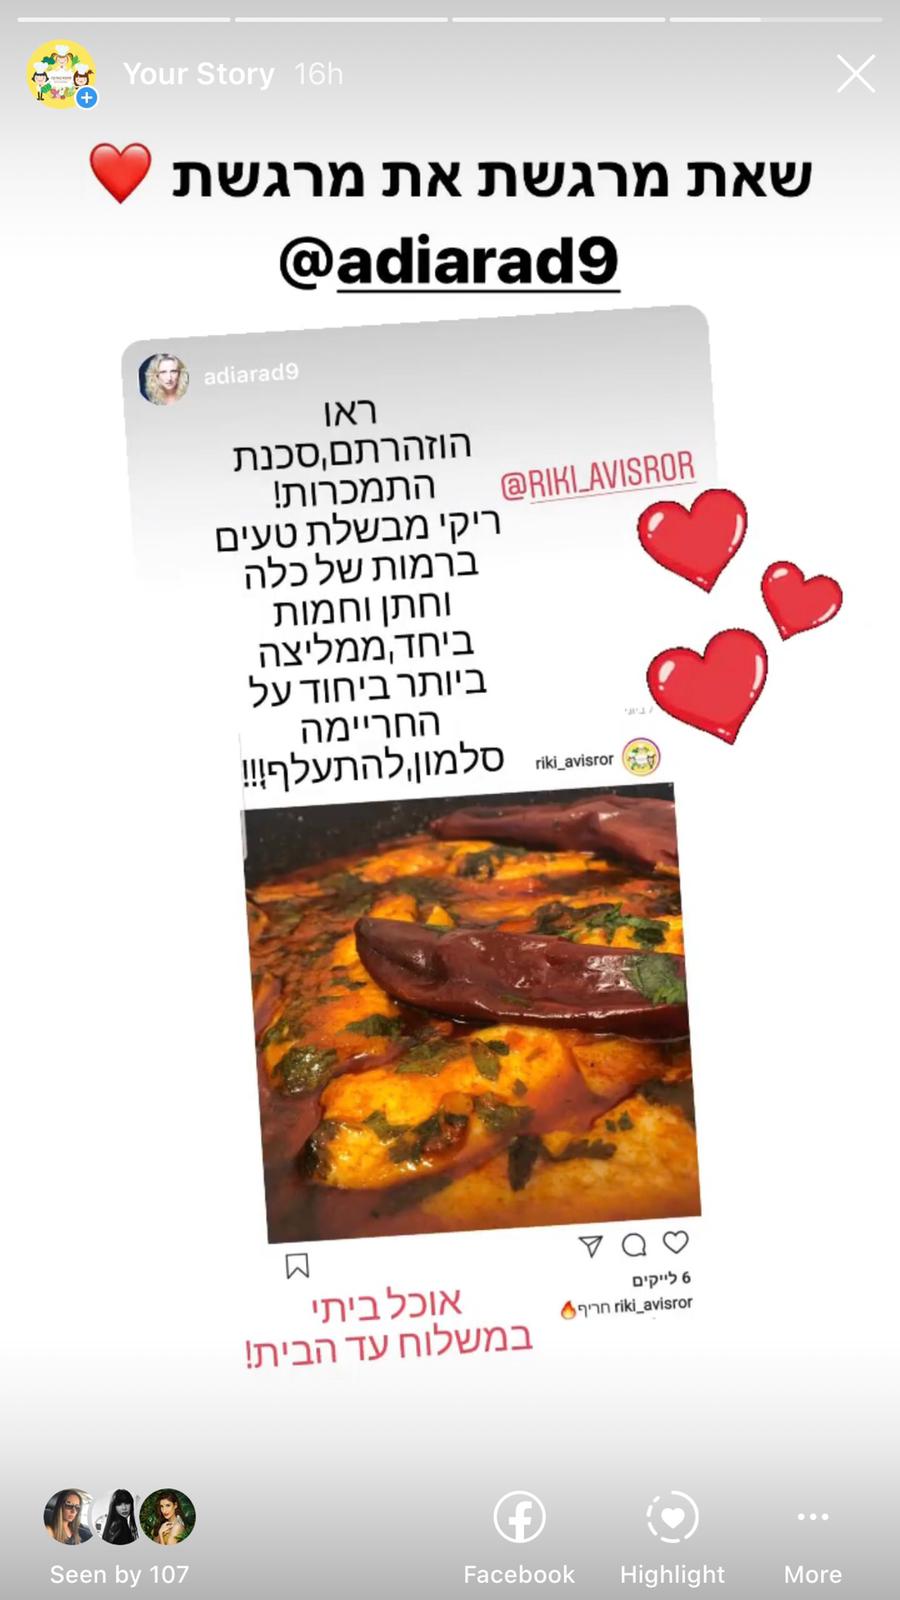 Your Story 16h
שאת מרגשת את מרגשת ❤️
@adiarad9
adiarad9
ראו
הוזהרתם,סכנת
התמכרות!
@RIKI_AVISROR
ריקי מבשלת טעים
ברמות של כלה
וחתן וחמות
ביחד,ממליצה
ביותר ביחוד על
החריימה
סלמון,להתעלף!!!!
7 ביוני
riki_avisror
6 לייקים
riki_avisror חריף🔥
אוכל ביתי
במשלוח עד הבית!
Seen by 107
Facebook
Highlight
More